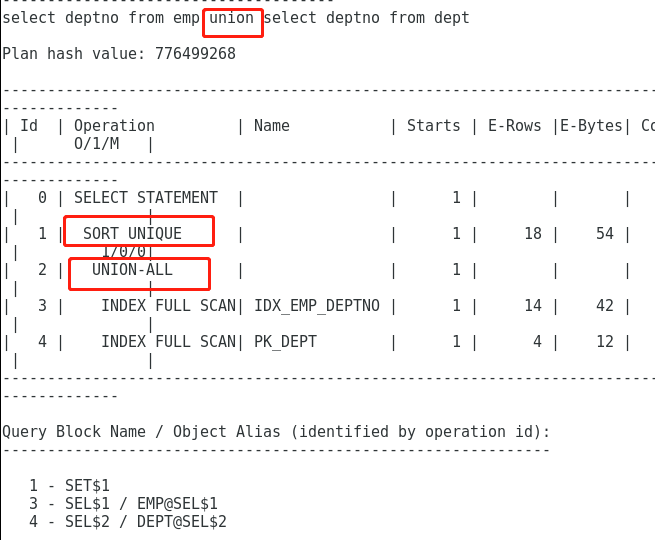 -------------------------------------
select deptno from emp union select deptno from dept

Plan hash value: 776499268

-------------------------------------------------------------------------
-------------
| Id  | Operation         | Name            | Starts | E-Rows |E-Bytes| Co
 |      O/1/M   |
-------------------------------------------------------------------------
-------------
|   0 | SELECT STATEMENT  |                 |      1 |        |       |
 |              |
|   1 |  SORT UNIQUE      |                 |      1 |     18 |    54 |
 |         1/0/0|
|   2 |   UNION-ALL       |                 |      1 |        |       |
 |              |
|   3 |    INDEX FULL SCAN| IDX_EMP_DEPTNO  |      1 |     14 |    42 |
 |              |
|   4 |    INDEX FULL SCAN| PK_DEPT         |      1 |      4 |    12 |
 |              |
-------------------------------------------------------------------------
-------------

Query Block Name / Object Alias (identified by operation id):
-------------------------------------------------------------

   1 - SET$1
   3 - SEL$1 / EMP@SEL$1
   4 - SEL$2 / DEPT@SEL$2